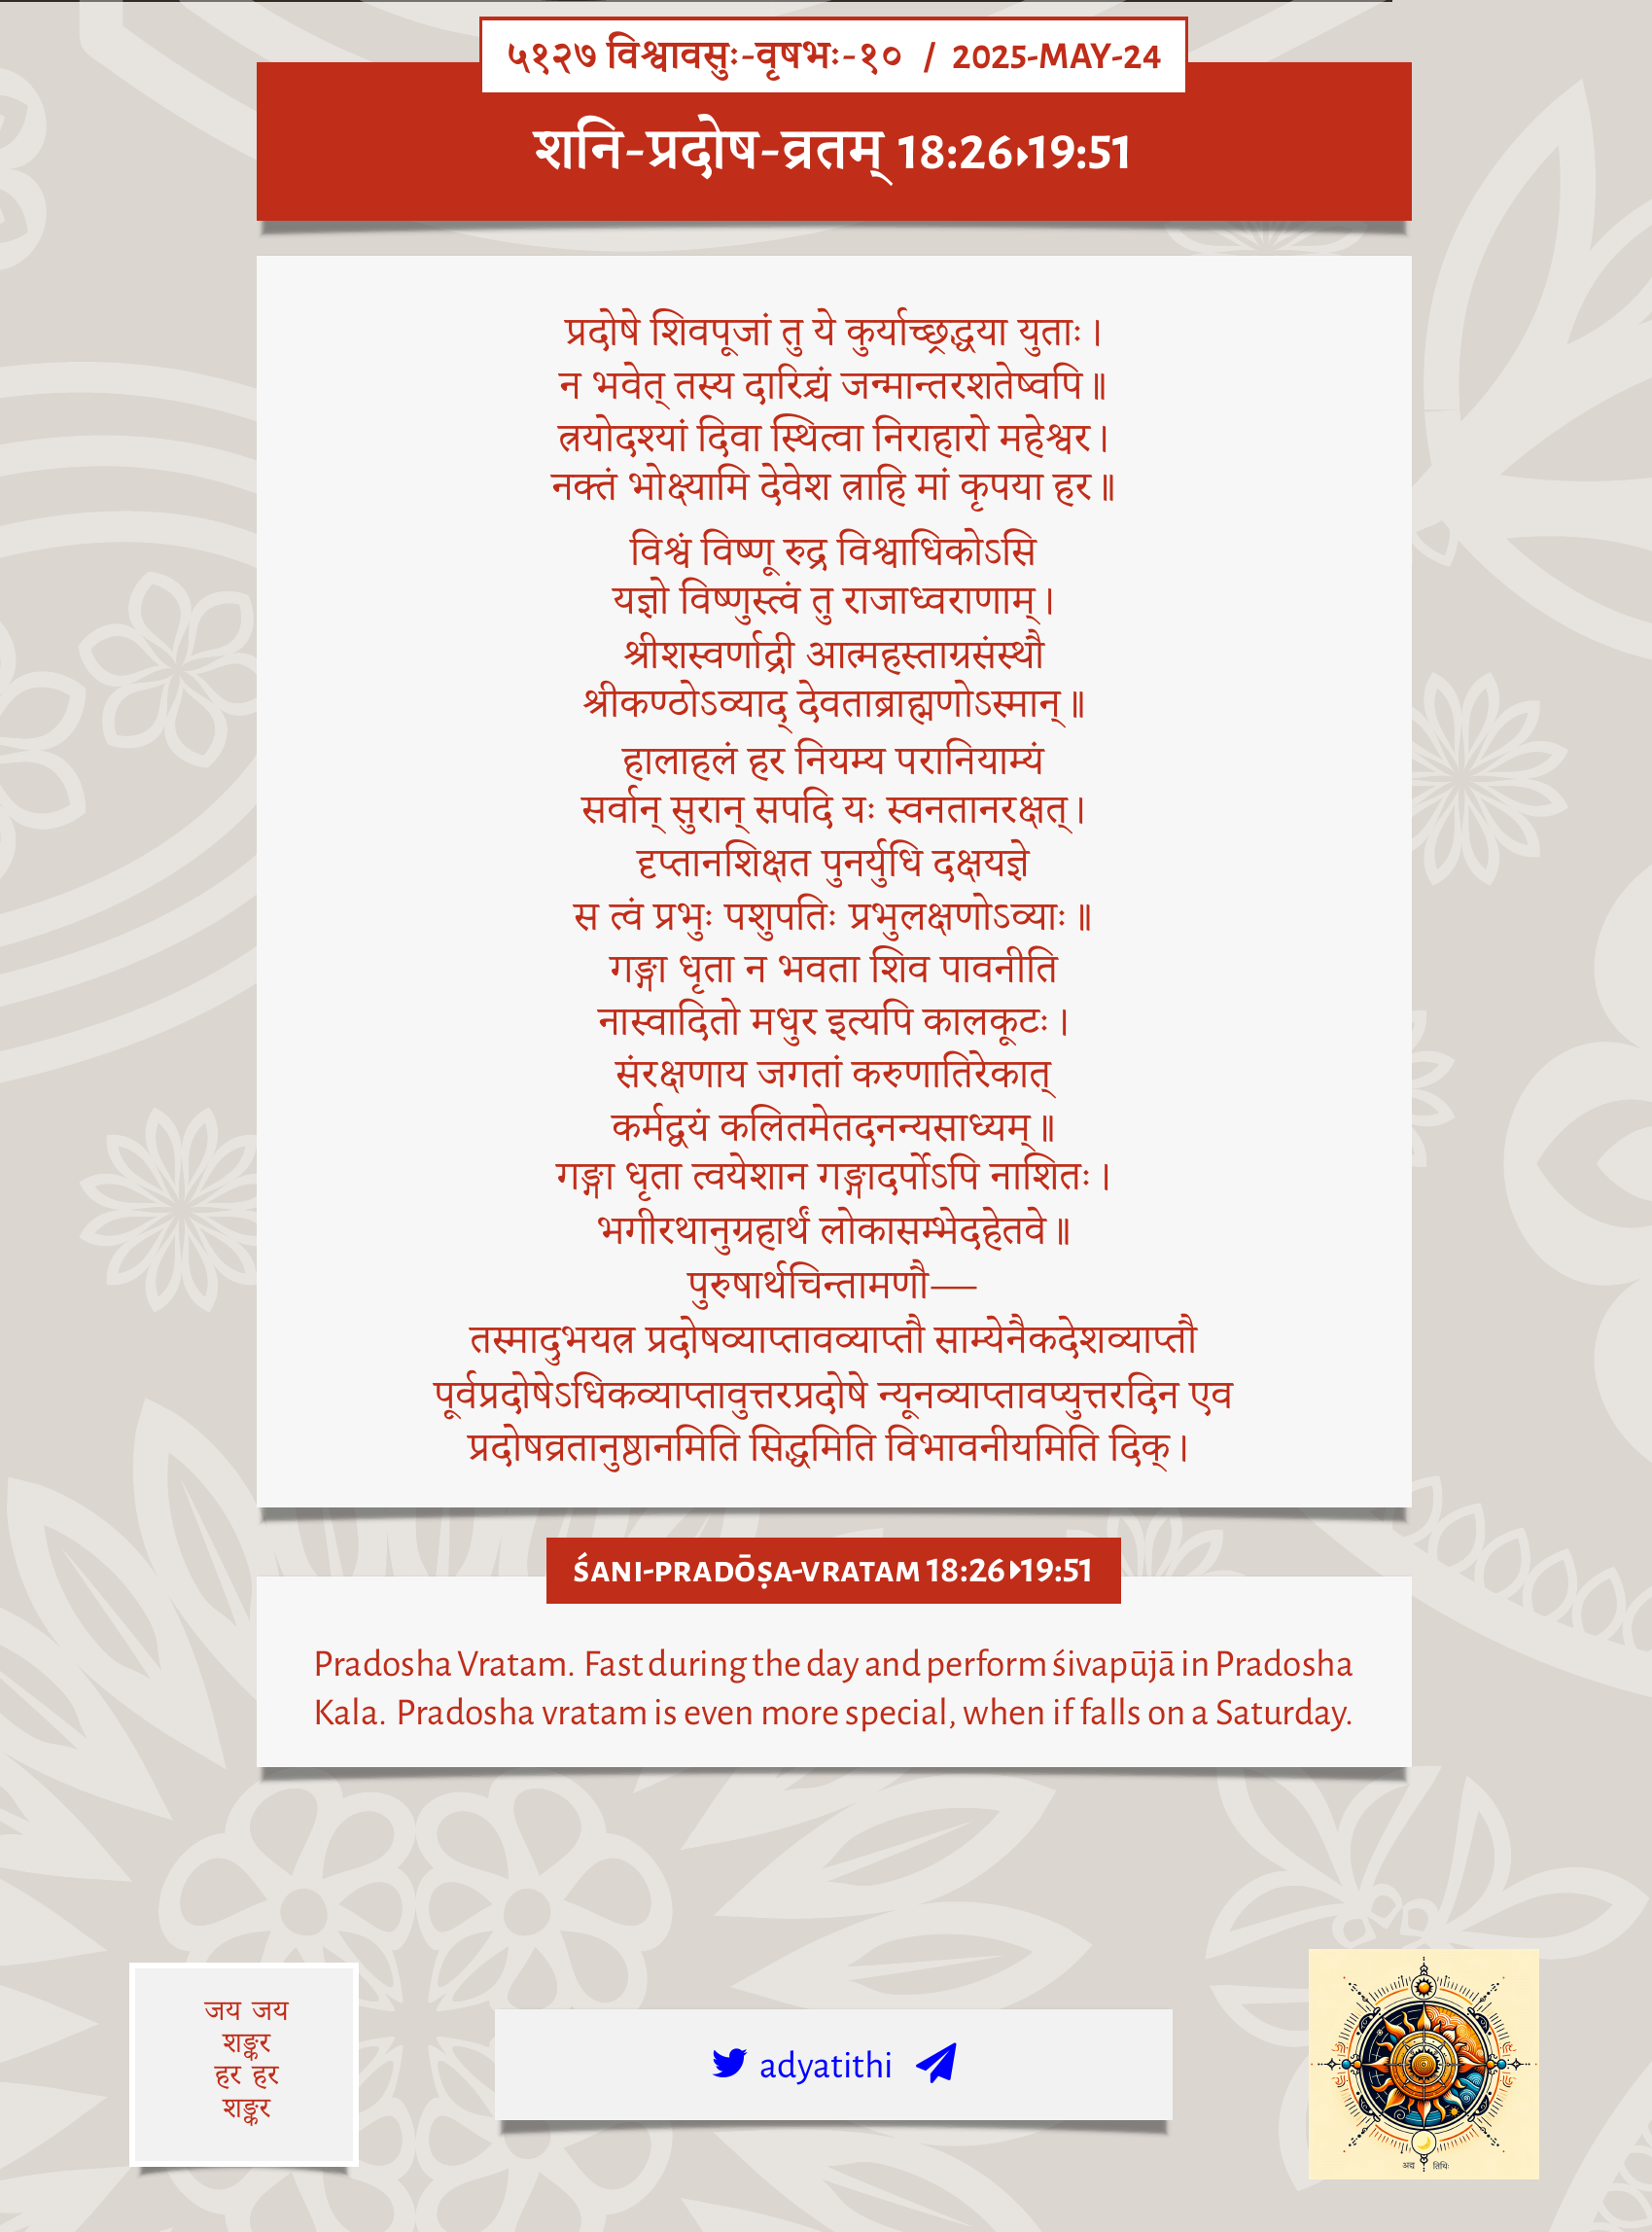 ५१२७ विश्वावसुः-वृषभः-१० / 2025-MAY-24
शनि-प्रदोष-व्रतम् 18:26▸19:51
प्रदोषे शिवपूजां तु ये कुर्याच्छ्रद्धया युताः।
न भवेत् तस्य दारिद्र्यं जन्मान्तरशतेष्वपि॥
त्रयोदश्यां दिवा स्थित्वा निराहारो महेश्वर।
नक्तं भोक्ष्यामि देवेश त्राहि मां कृपया हर॥
विश्वं विष्णू रुद्र विश्वाधिकोऽसि
यज्ञो विष्णुस्त्वं तु राजाध्वराणाम्।
श्रीशस्वर्णाद्री आत्महस्ताग्रसंस्थौ
श्रीकण्ठोऽव्याद् देवताब्राह्मणोऽस्मान्॥
हालाहलं हर नियम्य परानियाम्यं
सर्वान् सुरान् सपदि यः स्वनतानरक्षत्।
दृप्तानशिक्षत पुनर्युधि दक्षयज्ञे
स त्वं प्रभुः पशुपतिः प्रभुलक्षणोऽव्याः॥
गङ्गा धृता न भवता शिव पावनीति
नास्वादितो मधुर इत्यपि कालकूटः।
संरक्षणाय जगतां करुणातिरेकात्
कर्मद्वयं कलितमेतदनन्यसाध्यम्॥
गङ्गा धृता त्वयेशान गङ्गादर्पोऽपि नाशितः।
भगीरथानुग्रहार्थं लोकासम्भेदहेतवे॥
पुरुषार्थचिन्तामणौ—
तस्मादुभयत्र प्रदोषव्याप्तावव्याप्तौ साम्येनैकदेशव्याप्तौ
पूर्वप्रदोषेऽधिकव्याप्तावुत्तरप्रदोषे न्यूनव्याप्तावप्युत्तरदिन एव
प्रदोषव्रतानुष्ठानमिति सिद्धमिति विभावनीयमिति दिक्।
ŚANI-PRADŌṢA-VRATAM 18:26▸19:51
Pradosha Vratam. Fast during the day and perform śivapūjā in Pradosha
Kala. Pradosha vratam is even more special, when if falls on a Saturday.
जय जय
शङ्कर
हर हर
शङ्कर
adyatithi
अद्य तिथिः